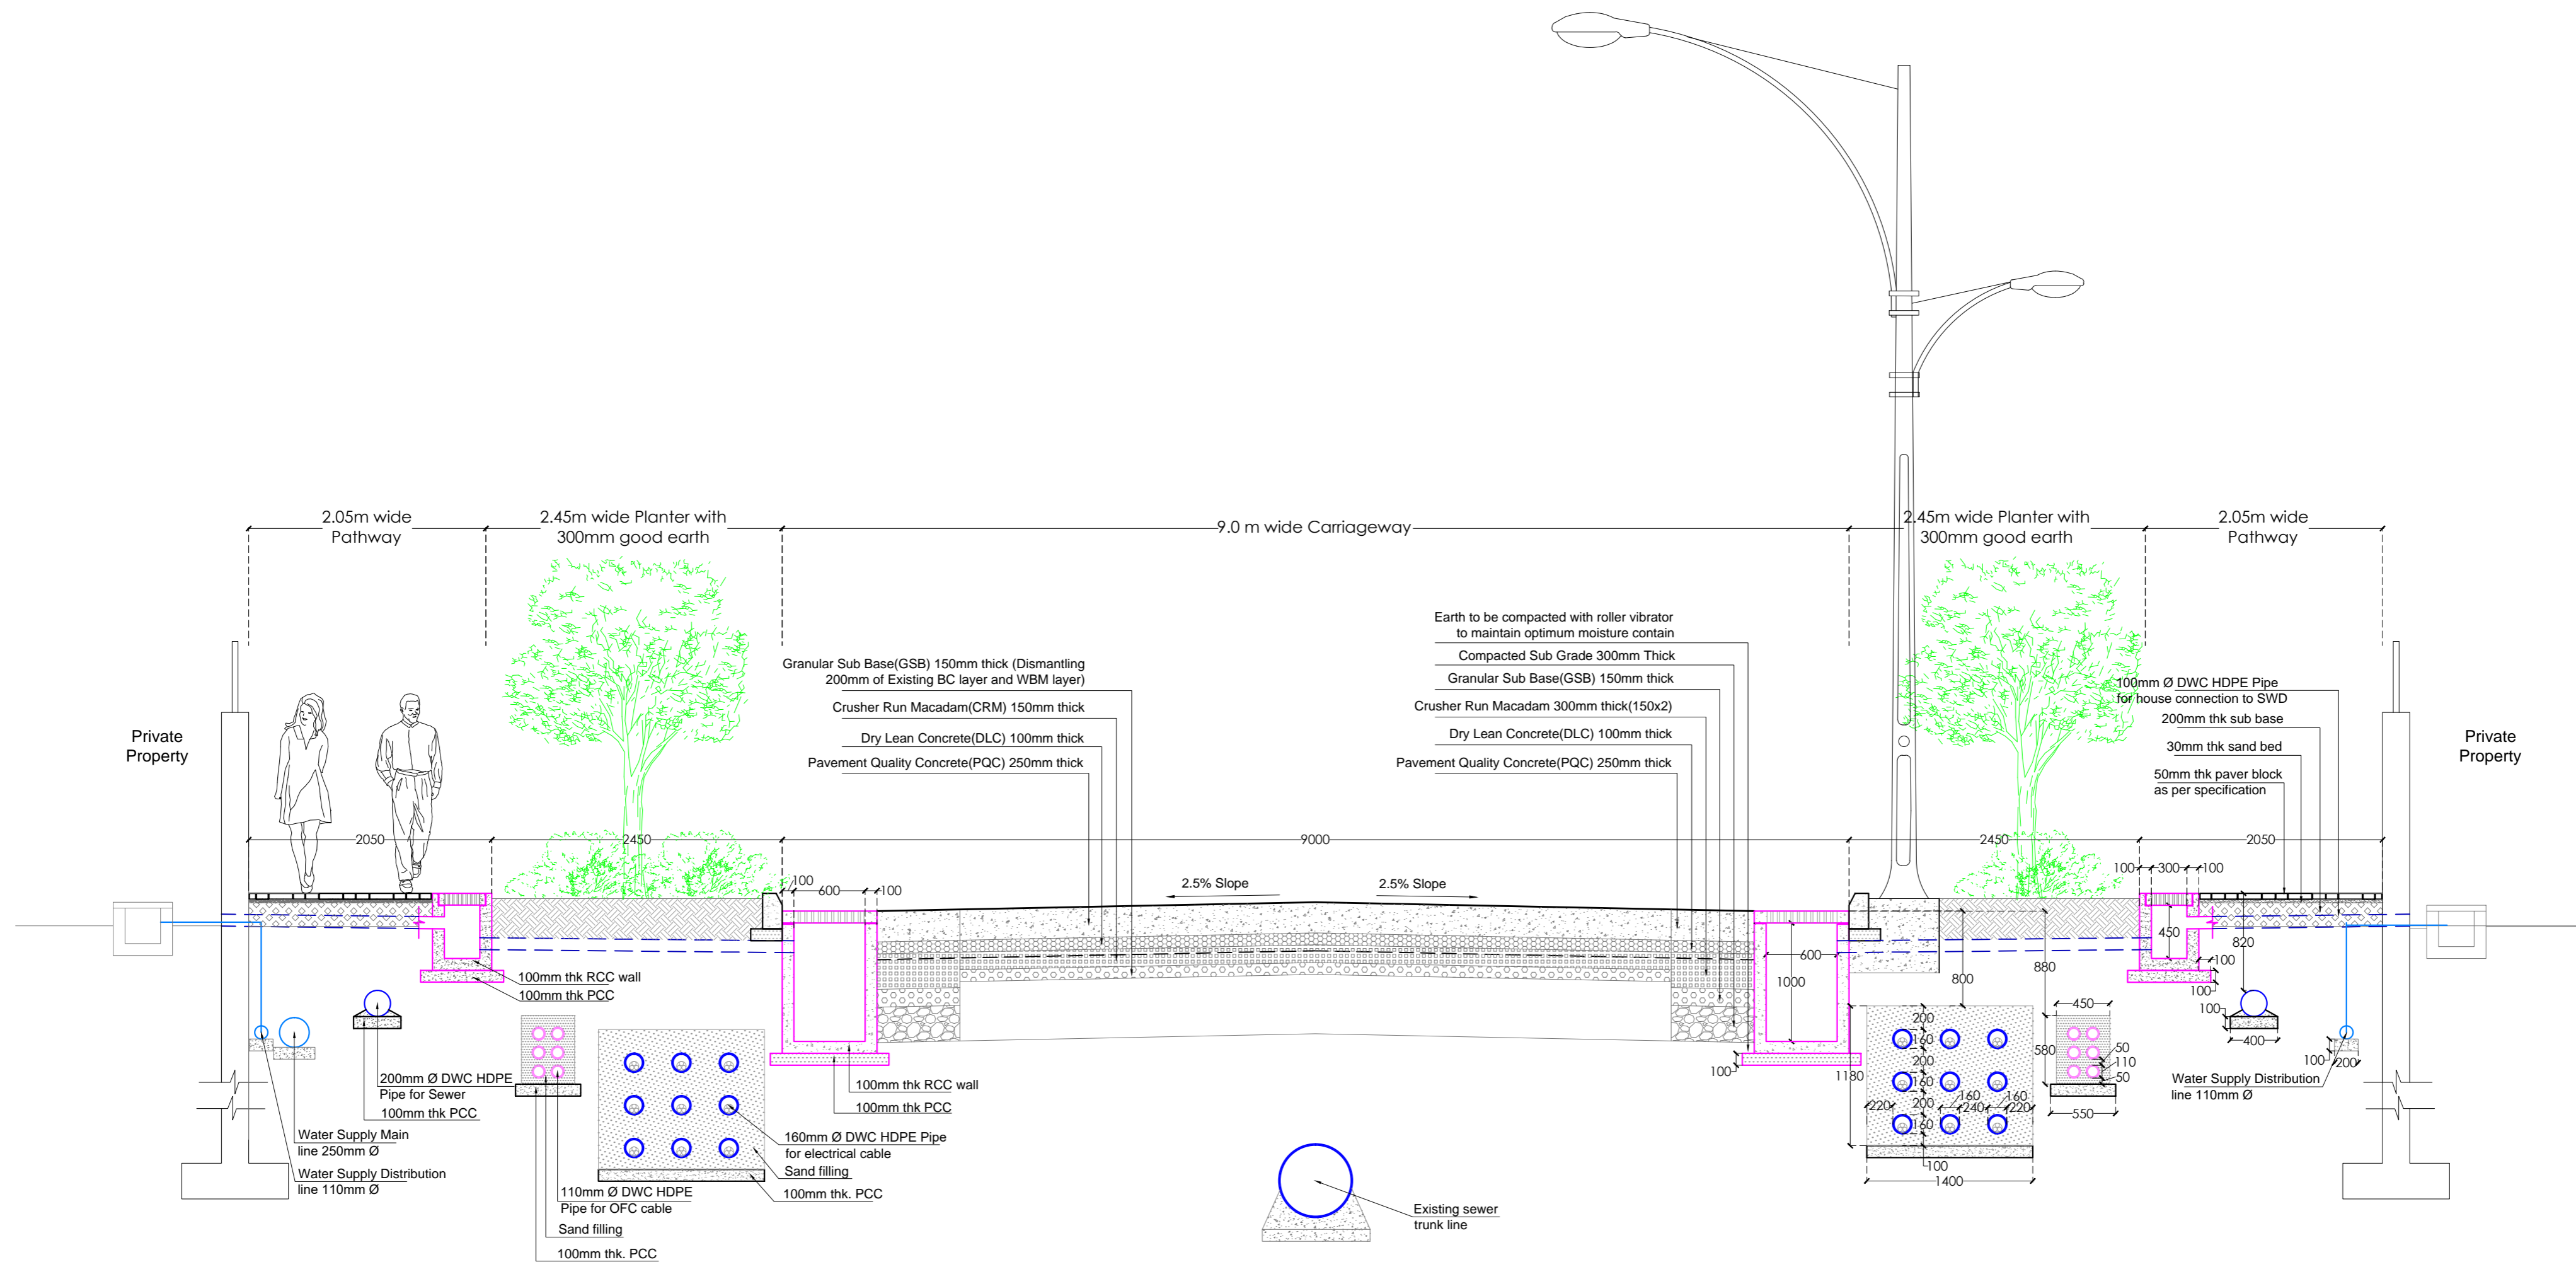 2.05m wide
Pathway
2.45m wide Planter with
300mm good earth
9.0 m wide Carriageway
2.45m wide Planter with
300mm good earth
2.05m wide
Pathway
Private
Property
Private
Property
Granular Sub Base(GSB) 150mm thick (Dismantling
200mm of Existing BC layer and WBM layer)
Crusher Run Macadam(CRM) 150mm thick
Dry Lean Concrete(DLC) 100mm thick
Pavement Quality Concrete(PQC) 250mm thick
Earth to be compacted with roller vibrator
to maintain optimum moisture contain
Compacted Sub Grade 300mm Thick
Granular Sub Base(GSB) 150mm thick
Crusher Run Macadam 300mm thick(150x2)
Dry Lean Concrete(DLC) 100mm thick
Pavement Quality Concrete(PQC) 250mm thick
100mm Ø DWC HDPE Pipe
for house connection to SWD
200mm thk sub base
30mm thk sand bed
50mm thk paver block
as per specification
2050
2450
9000
2450
2050
100
600
100
2.5% Slope
2.5% Slope
100
300
100
450
820
100
100
600
1000
100
800
880
1180
200
160
200
160
200
160
220
160
240
160
220
100
1400
450
580
50
110
50
550
100
400
100
200
100mm thk RCC wall
100mm thk PCC
200mm Ø DWC HDPE
Pipe for Sewer
100mm thk PCC
Water Supply Main
line 250mm Ø
Water Supply Distribution
line 110mm Ø
110mm Ø DWC HDPE
Pipe for OFC cable
Sand filling
100mm thk. PCC
100mm thk RCC wall
100mm thk PCC
160mm Ø DWC HDPE Pipe
for electrical cable
Sand filling
100mm thk. PCC
Existing sewer
trunk line
Water Supply Distribution
line 110mm Ø